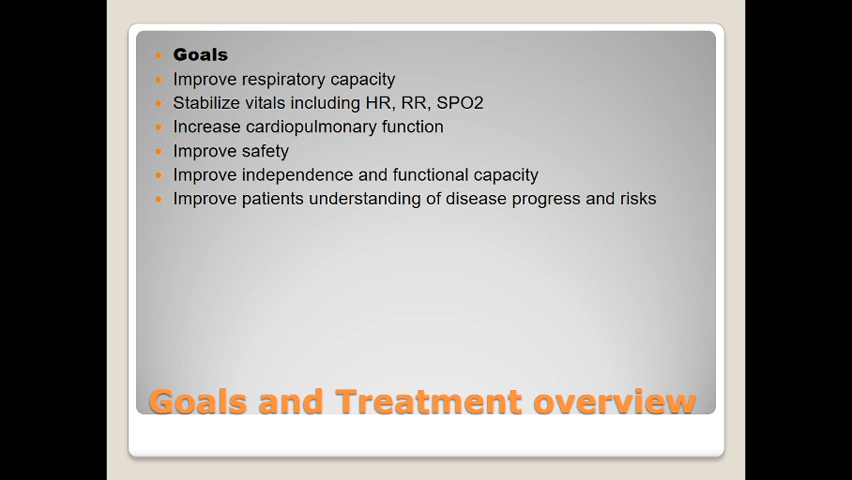 Goals
Improve respiratory capacity
Stabilize vitals including HR, RR, SPO2
Increase cardiopulmonary function
Improve safety
Improve independence and functional capacity
Improve patients understanding of disease progress and risks
Goals and Treatment overview